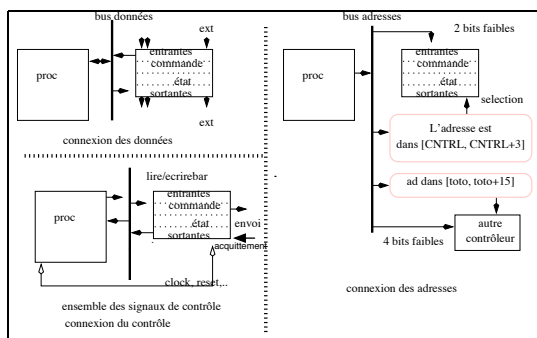 bus données
ext
proc
entrantes
commande
état
sortantes
ext
connexion des données
lire/ecrirebar
proc
entrantes
commande
état
sortantes
envoi
acquittement
clock, reset,..
ensemble des signaux de contrôle
connexion du contrôle
bus adresses
2 bits faibles
proc
entrantes
commande
état
sortantes
selection
L'adresse est
dans [CNTRL, CNTRL+3]
ad dans [toto, toto+15]
autre
contrôleur
4 bits faibles
connexion des adresses